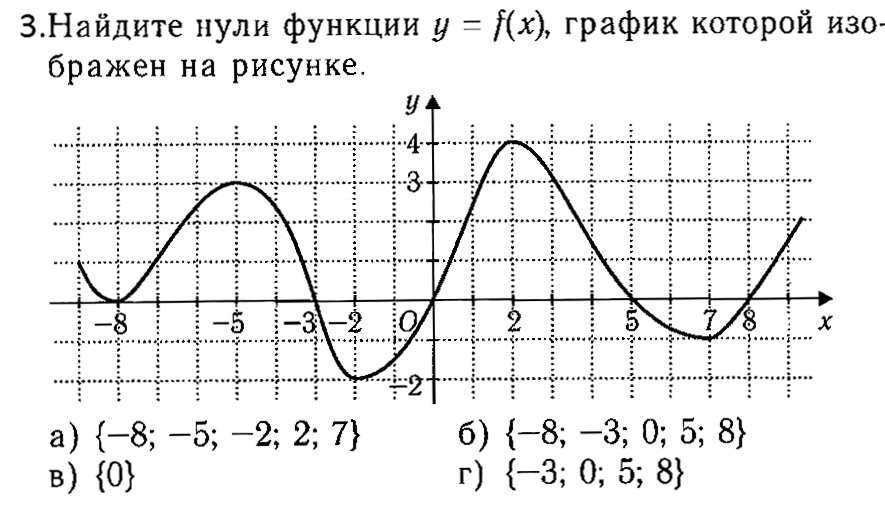 3.Найдите нули функции y = f(x), график которой изо-
бражен на рисунке.
y
4
3
−8 −5 −3 −2 O 2 5 7 8 x
−2
а) {−8; −5; −2; 2; 7} б) {−8; −3; 0; 5; 8}
в) {0} г) {−3; 0; 5; 8}